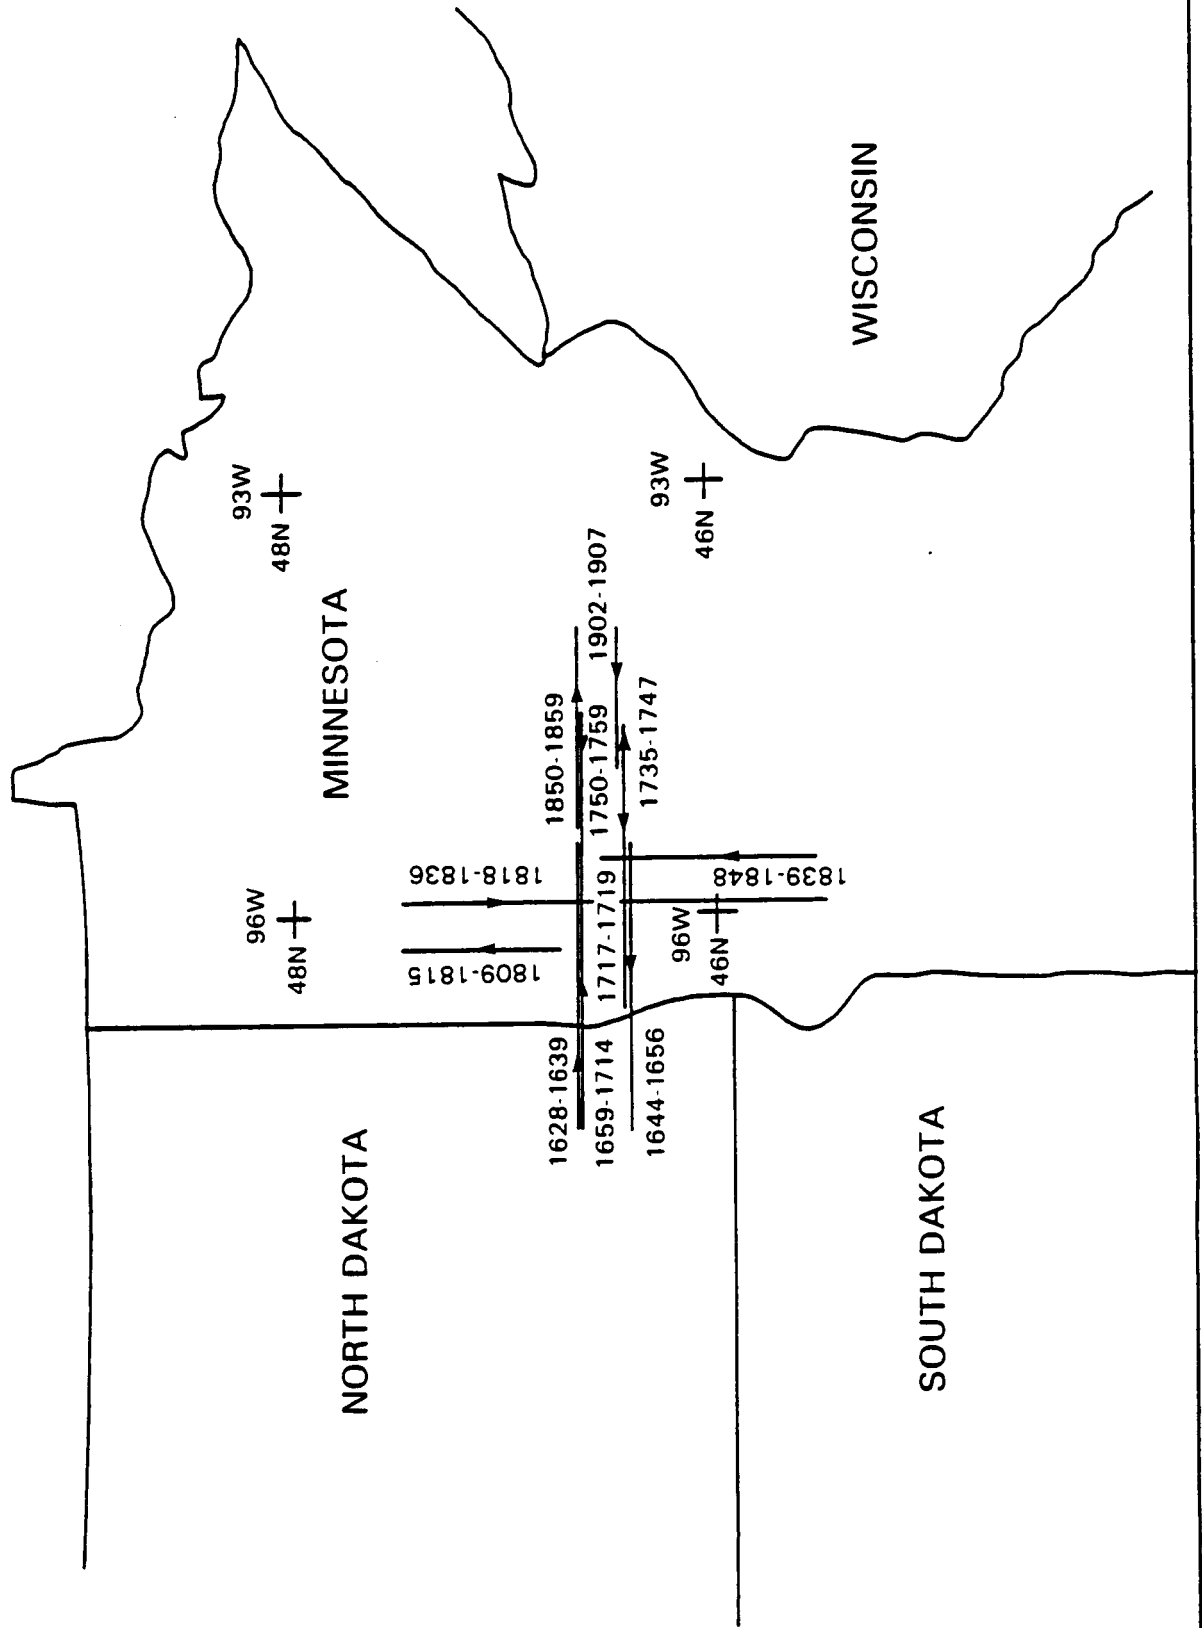 93W
48N
MINNESOTA
96W
48N
NORTH DAKOTA
1818-1836
1809-1815
1850-1859
1902-1907
1750-1759
1735-1747
1717-1719
1628-1639
1659-1714
1644-1656
1839-1848
93W
46N
96W
46N
WISCONSIN
SOUTH DAKOTA